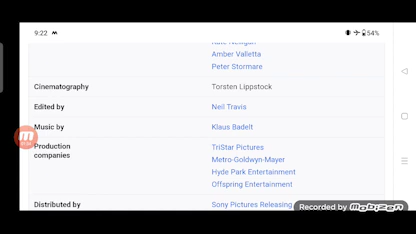 9:22 54%
Amber Valletta
Peter Stormare
Cinematography Torsten Lippstock
Edited by Neil Travis
Music by Klaus Badelt
Production companies TriStar Pictures
Metro-Goldwyn-Mayer
Hyde Park Entertainment
Offspring Entertainment
Distributed by Sony Pictures Releasing
Recorded by Mobizen